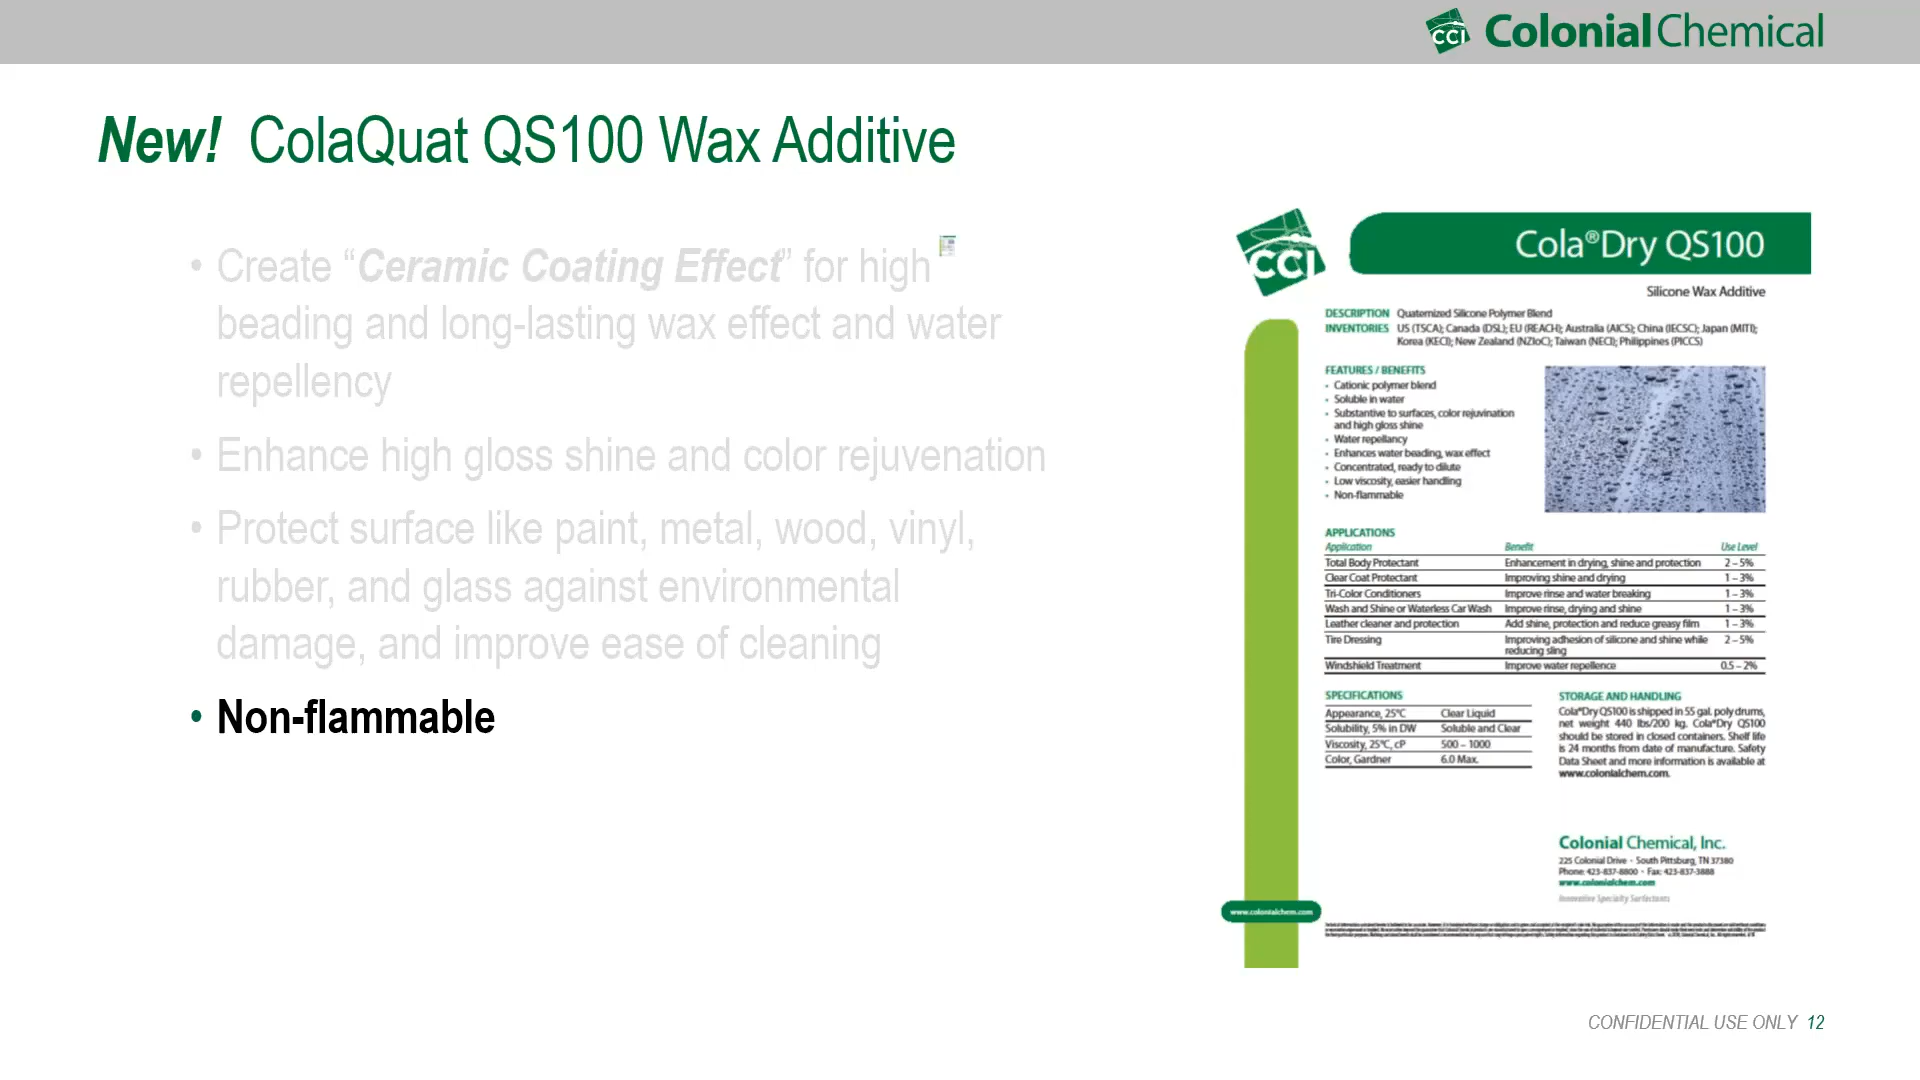 CCI ColonialChemical
New! ColaQuat QS100 Wax Additive
• Create “Ceramic Coating Effect” for high
beading and long-lasting wax effect and water
repellency
• Enhance high gloss shine and color rejuvenation
• Protect surface like paint, metal, wood, vinyl,
rubber, and glass against environmental
damage, and improve ease of cleaning
• Non-flammable
CCI
Cola®Dry QS100
Silicone Wax Additive
DESCRIPTION Quaternized Silicone Polymer Blend
INVENTORIES US (TSCA); Canada (DSL); EU (REACH); Australia (AICS); China (IECSC); Japan (MITI);
Korea (KECI); New Zealand (NZIoC); Taiwan (NECI); Philippines (PICCS)
FEATURES / BENEFITS
• Cationic polymer blend
• Soluble in water
• Substantive to surfaces, color rejuvination
and high gloss shine
• Water repellancy
• Enhances water beading, wax effect
• Concentrated, ready to dilute
• Low viscosity, easier handling
• Non-flammable
APPLICATIONS
Application Benefit Use Level
Total Body Protectant Enhancement in drying, shine and protection 2 – 5%
Clear Coat Protectant Improving shine and drying 1 – 3%
Tri-Color Conditioners Improve rinse and water breaking 1 – 3%
Wash and Shine or Waterless Car Wash Improve rinse, drying and shine 1 – 3%
Leather cleaner and protection Add shine, protection and reduce greasy film 1 – 3%
Tire Dressing Improving adhesion of silicone and shine while 2 – 5%
reducing sling
Windshield Treatment Improve water repellence 0.5 – 2%
SPECIFICATIONS
Appearance, 25°C Clear Liquid
Solubility, 5% in DW Soluble and Clear
Viscosity, 25°C, cP 500 – 1000
Color, Gardner 6.0 Max.
STORAGE AND HANDLING
Cola®Dry QS100 is shipped in 55 gal. poly drums,
net weight 440 lbs/200 kg. Cola®Dry QS100
should be stored in closed containers. Shelf life
is 24 months from date of manufacture. Safety
Data Sheet and more information is available at
www.colonialchem.com.
Colonial Chemical, Inc.
225 Colonial Drive • South Pittsburg, TN 37380
Phone: 423-837-8800 • Fax: 423-837-3888
www.colonialchem.com
Innovative Specialty Surfactants
www.colonialchem.com
CONFIDENTIAL USE ONLY 12